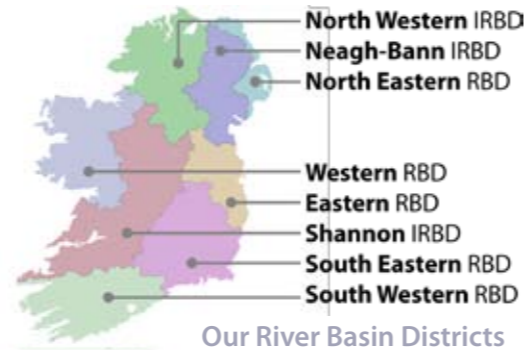 North Western IRBD
Neagh-Bann IRBD
North Eastern RBD
Western RBD
Eastern RBD
Shannon IRBD
South Eastern RBD
South Western RBD
Our River Basin Districts